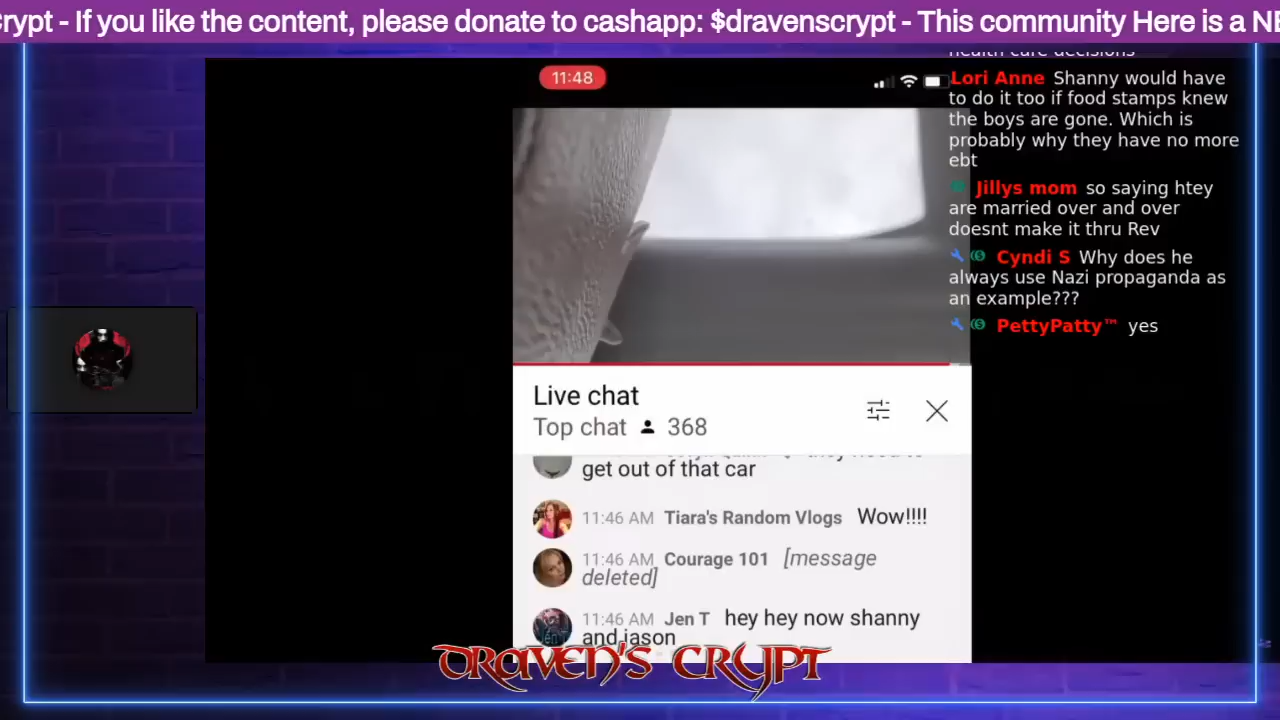 crypt - If you like the content, please donate to cashapp: $dravenscrypt - This community Here is a
health care decisions
11:48
Lori Anne Shanny would have
to do it too if food stamps knew
the boys are gone. Which is
probably why they have no more
ebt
Jillys mom so saying htey
are married over and over
doesnt make it thru Rev
Cyndi S Why does he
always use Nazi propaganda as
an example???
PettyPatty™ yes
Live chat
Top chat 368
get out of that car
11:46 AM Tiara's Random Vlogs Wow!!!!
11:46 AM Courage 101 [message
deleted]
11:46 AM Jen T hey hey now shanny
and jason
DRAVEN'S CRYPT